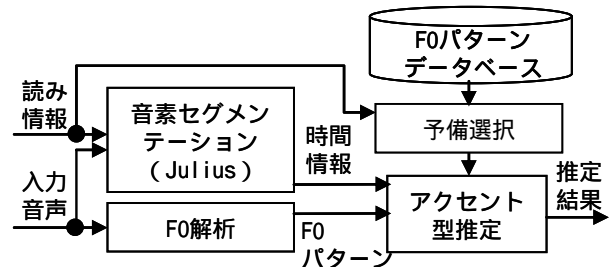 F0パターン
データベース
読み
情報
音素セグメン
テーション
(Julius)
時間
情報
予備選択
入力
音声
F0解析
F0
パターン
アクセント
型推定
推定
結果